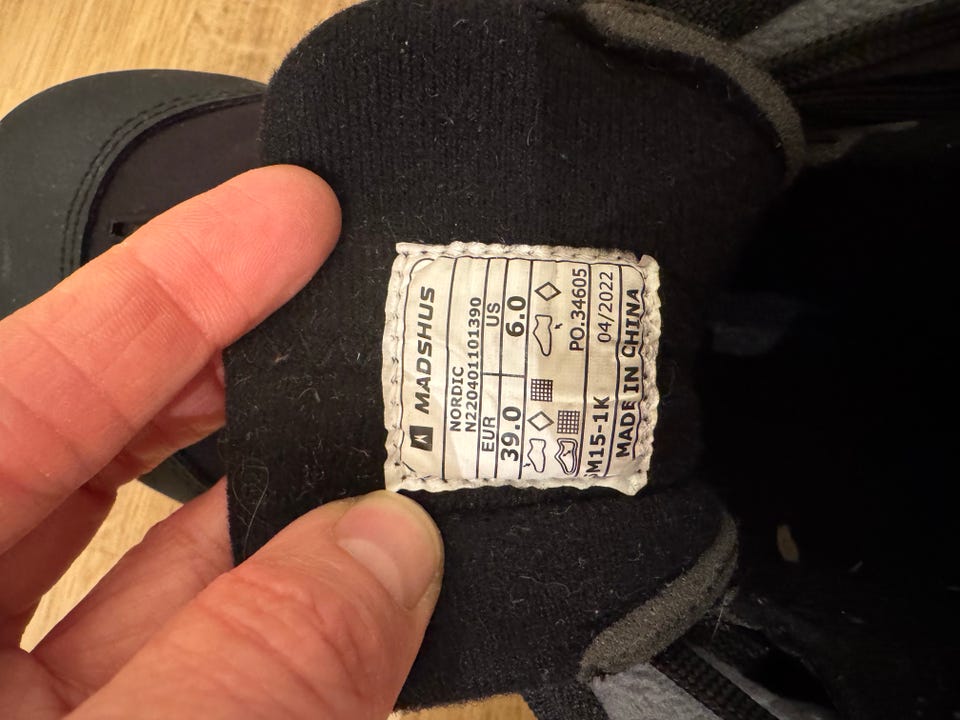 MADSHUS
NORDIC
N220401101390
EUR US
39.0 6.0
PO.34605
M15-1K 04/2022
MADE IN CHINA